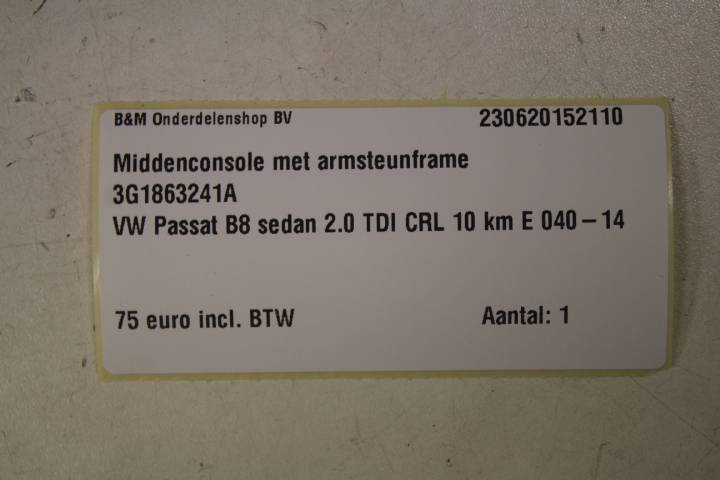 B&M Onderdelenshop BV 230620152110
Middenconsole met armsteunframe
3G1863241A
VW Passat B8 sedan 2.0 TDI CRL 10 km E 040-14
75 euro incl. BTW Aantal: 1